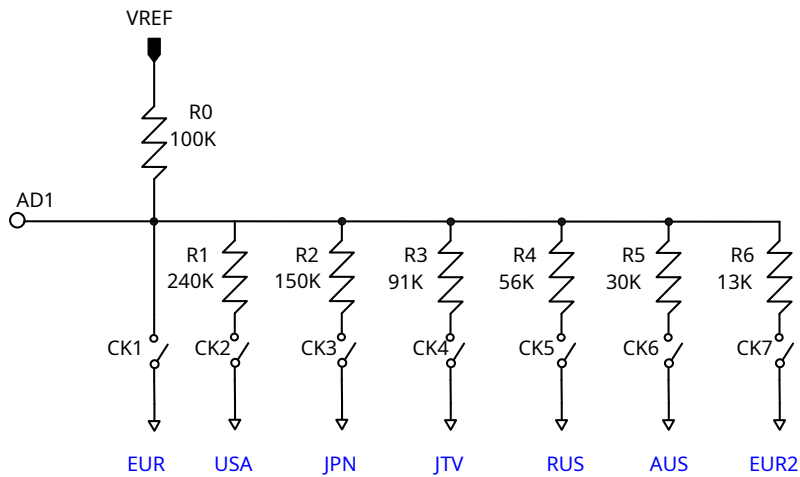 VREF
R0
100K
AD1
R1 R2 R3 R4 R5 R6
240K 150K 91K 56K 30K 13K
CK1 CK2 CK3 CK4 CK5 CK6 CK7
EUR USA JPN JTV RUS AUS EUR2